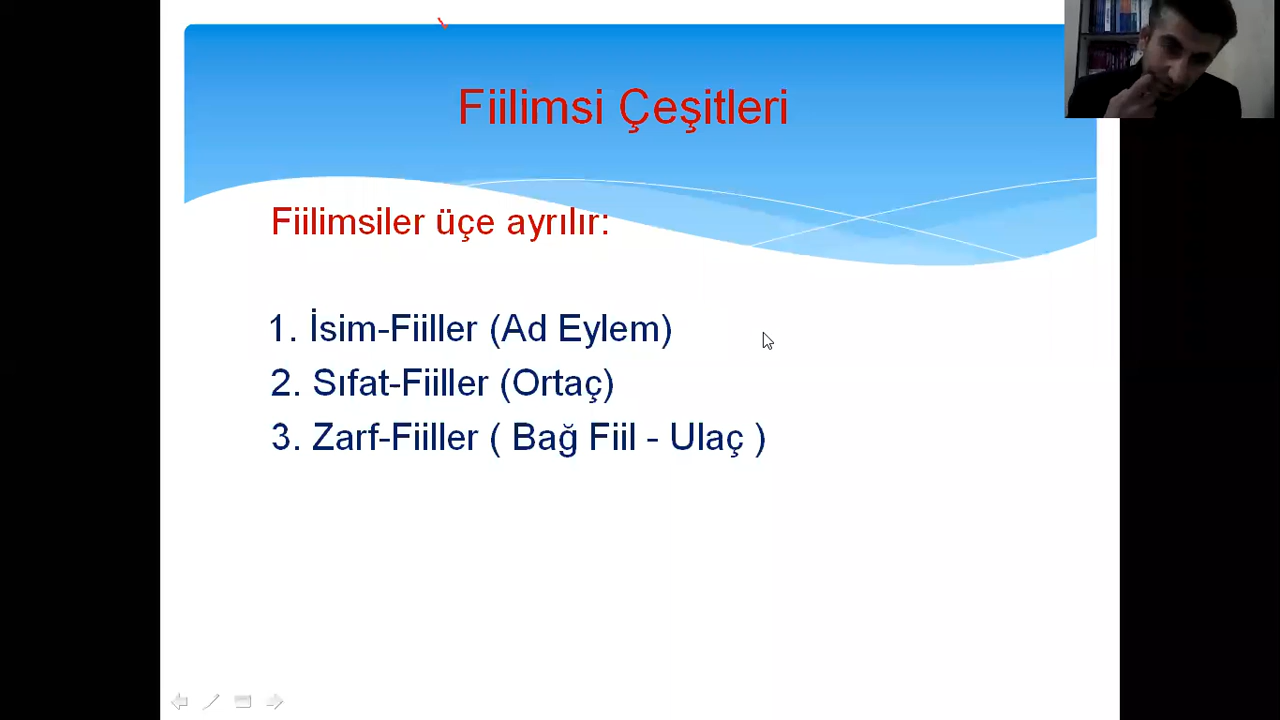 Fiilimsi Çeşitleri
Fiilimsiler üçe ayrılır:
1. İsim-Fiiller (Ad Eylem)
2. Sıfat-Fiiller (Ortaç)
3. Zarf-Fiiller ( Bağ Fiil - Ulaç )